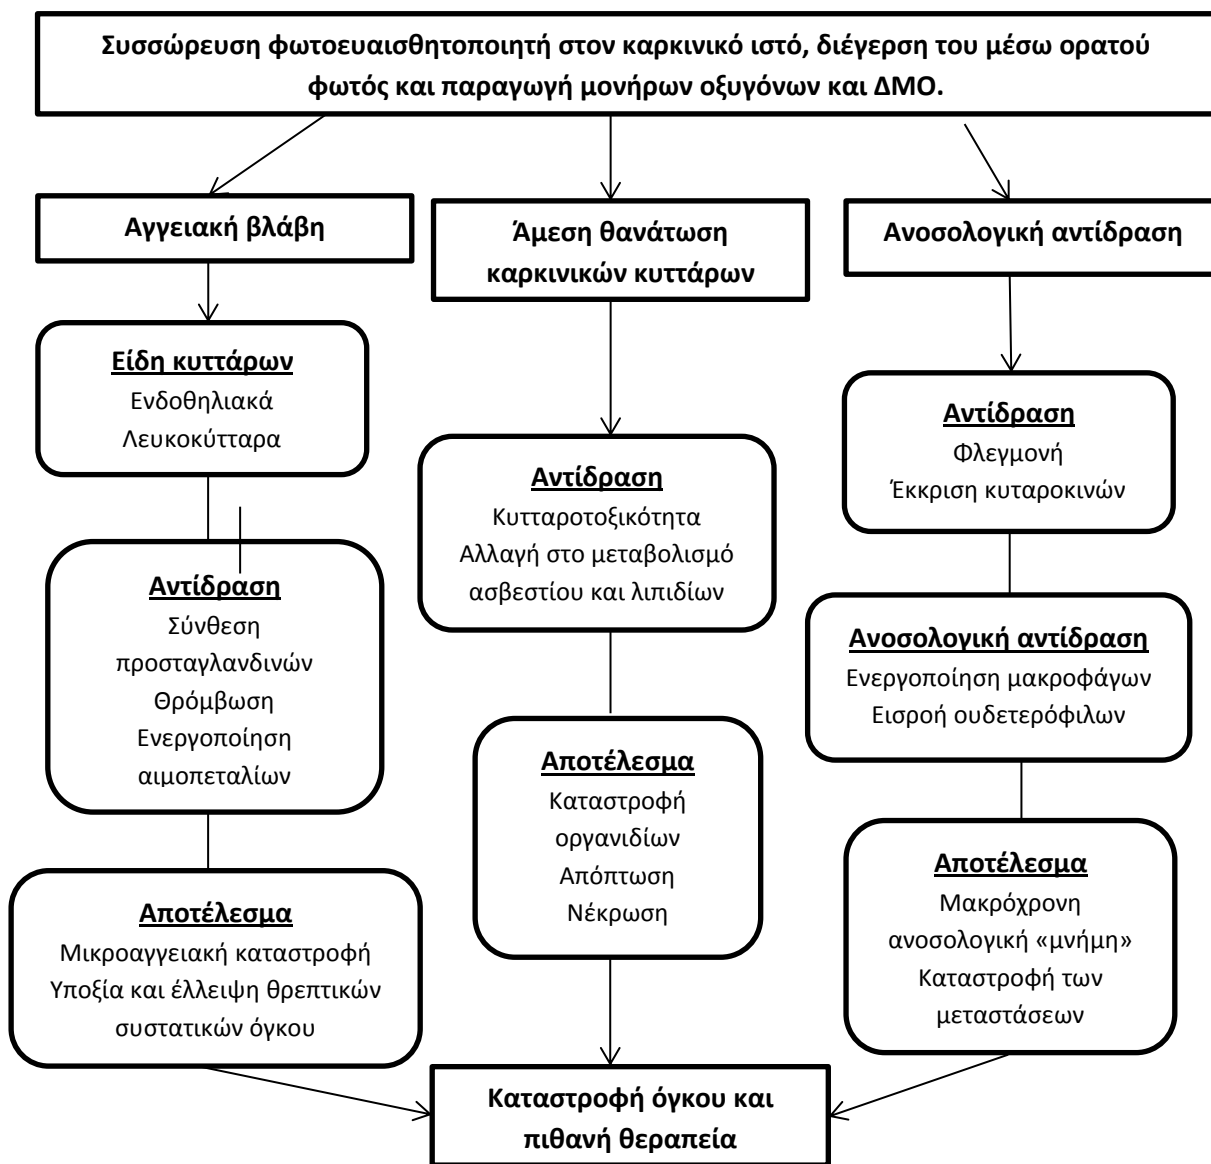 Συσσώρευση φωτοευαισθητοποιητή στον καρκινικό ιστό, διέγερση του μέσω ορατού
φωτός και παραγωγή μονήρων οξυγόνων και ΔΜΟ.
Αγγειακή βλάβη
Είδη κυττάρων
Ενδοθηλιακά
Λευκοκύτταρα
Αντίδραση
Σύνθεση
προσταγλανδινών
Θρόμβωση
Ενεργοποίηση
αιμοπεταλίων
Αποτέλεσμα
Μικροαγγειακή καταστροφή
Υποξία και έλλειψη θρεπτικών
συστατικών όγκου
Άμεση θανάτωση
καρκινικών κυττάρων
Αντίδραση
Κυτταροτοξικότητα
Αλλαγή στο μεταβολισμό
ασβεστίου και λιπιδίων
Αποτέλεσμα
Καταστροφή
οργανιδίων
Απόπτωση
Νέκρωση
Ανοσολογική αντίδραση
Αντίδραση
Φλεγμονή
Έκκριση κυταροκινών
Ανοσολογική αντίδραση
Ενεργοποίηση μακροφάγων
Εισροή ουδετερόφιλων
Αποτέλεσμα
Μακρόχρονη
ανοσολογική «μνήμη»
Καταστροφή των
μεταστάσεων
Καταστροφή όγκου και
πιθανή θεραπεία